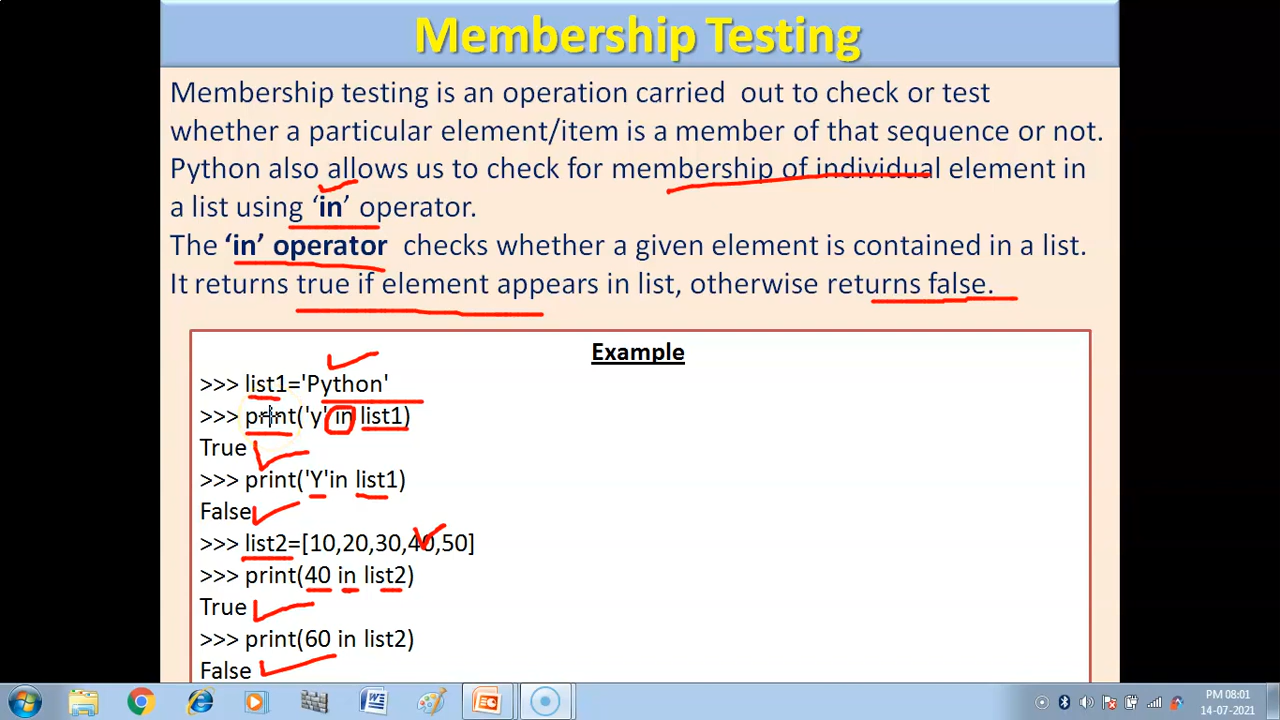 Membership Testing
Membership testing is an operation carried out to check or test
whether a particular element/item is a member of that sequence or not.
Python also allows us to check for membership of individual element in
a list using ‘in’ operator.
The ‘in’ operator checks whether a given element is contained in a list.
It returns true if element appears in list, otherwise returns false.
Example
>>> list1='Python'
>>> print('y' in list1)
True
>>> print('Y'in list1)
False
>>> list2=[10,20,30,40,50]
>>> print(40 in list2)
True
>>> print(60 in list2)
False
PM 08:01
14-07-2021